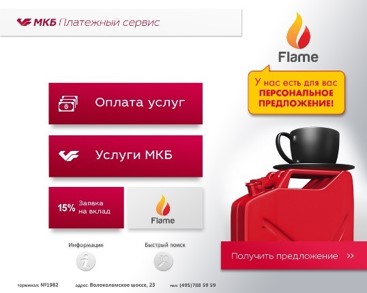 МКБ Платежный сервис
Flame
У нас есть для вас
ПЕРСОНАЛЬНОЕ
ПРЕДЛОЖЕНИЕ!
Оплата услуг
Услуги МКБ
15% Заявка
на вклад
Flame
Информация
Быстрый поиск
Получить предложение >>
терминал: №1982 адрес: Волоколамское шоссе, 23 тел: (495)788 59 59